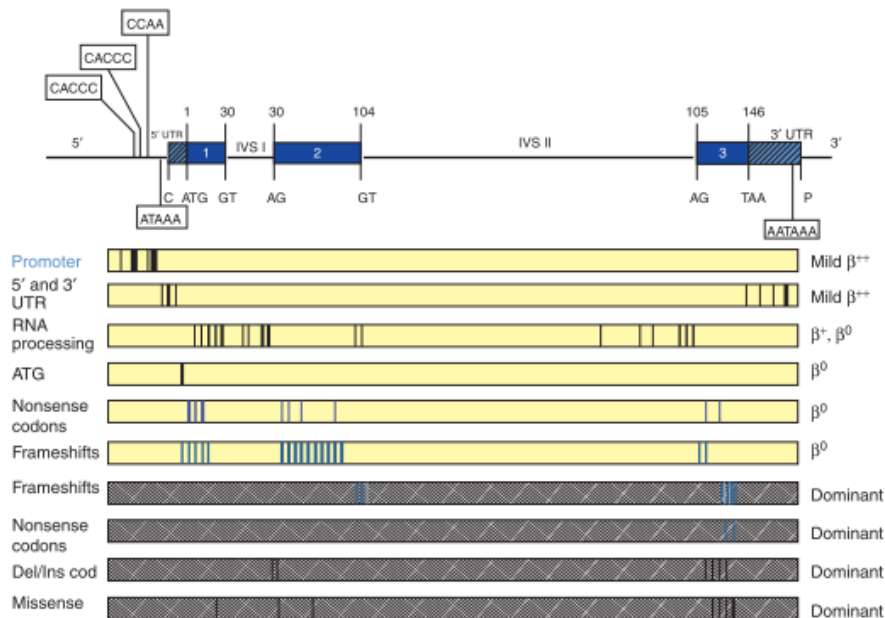 CCAA
CACCC
CACCC
1 30 30 104 105 146
5′ 5′ UTR 1 IVS I 2 IVS II 3 3′ UTR 3′
C ATG GT AG GT AG TAA P
ATAAA
AATAAA
Promoter Mild β⁺⁺
5′ and 3′
UTR Mild β⁺⁺
RNA
processing β⁺, β⁰
ATG β⁰
Nonsense
codons β⁰
Frameshifts β⁰
Frameshifts Dominant
Nonsense
codons Dominant
Del/Ins cod Dominant
Missense Dominant